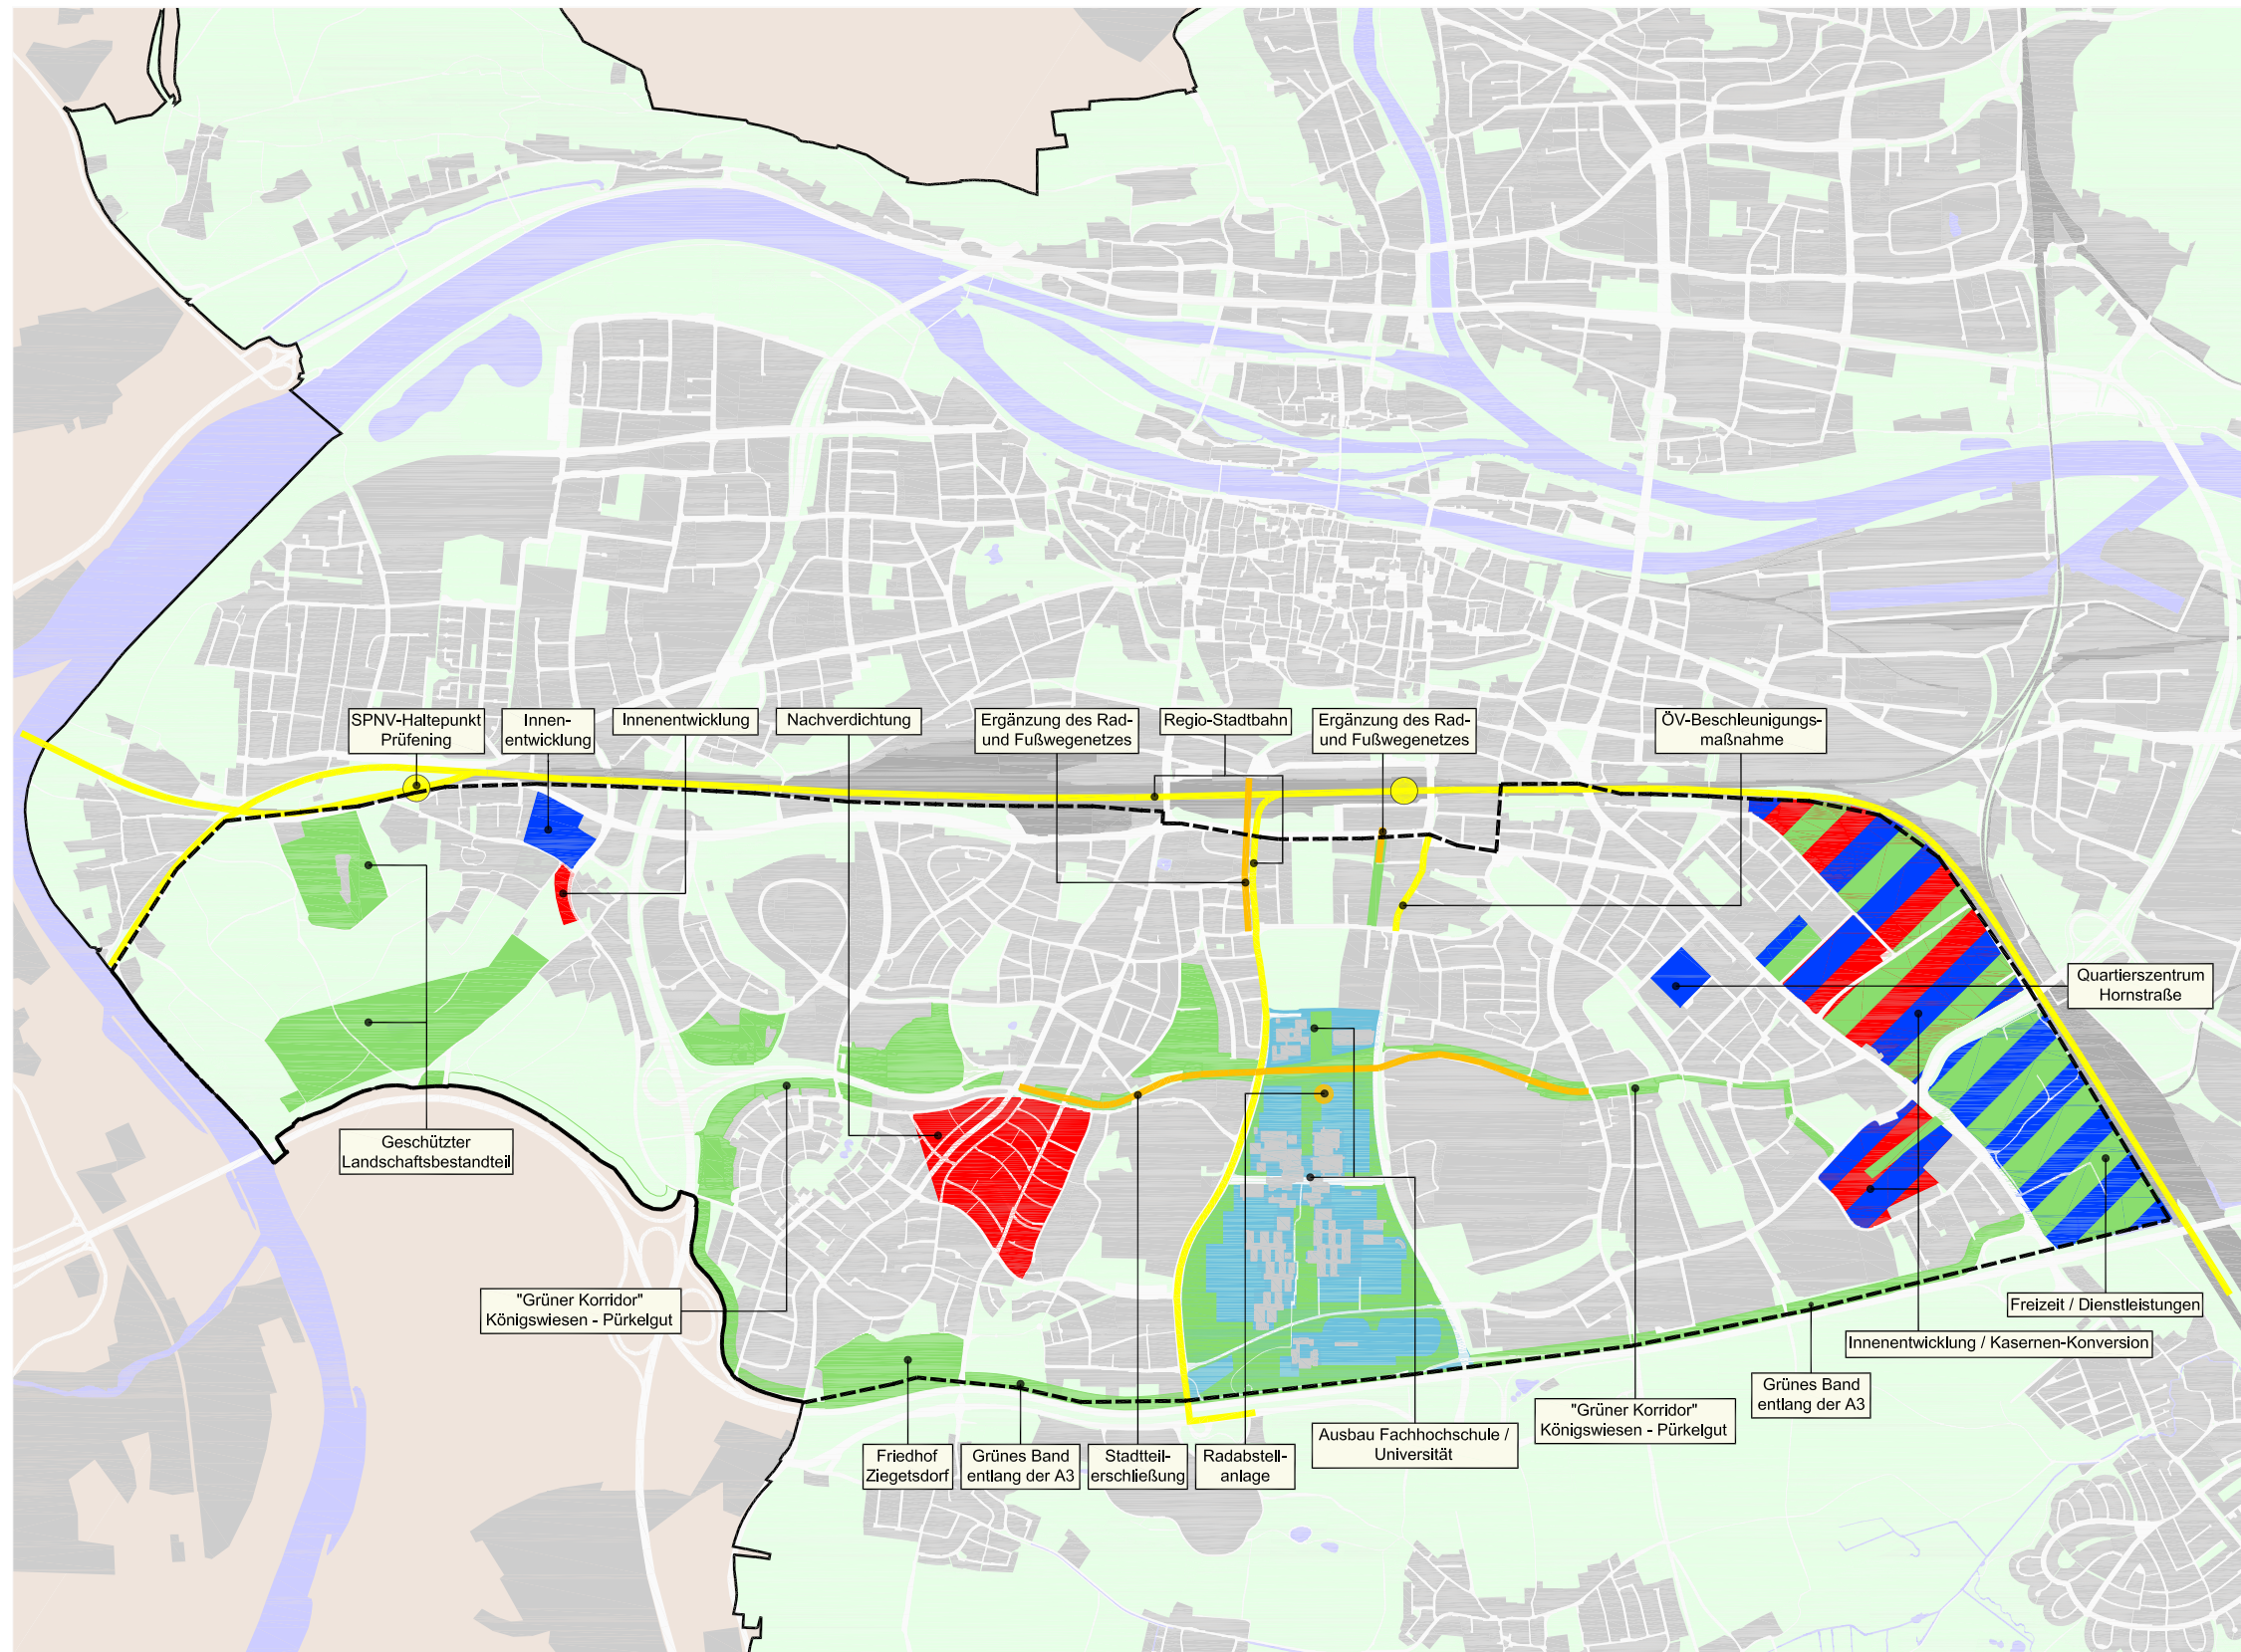 SPNV-Haltepunkt
Prüfening
Innen-
entwicklung
Innenentwicklung
Nachverdichtung
Ergänzung des Rad-
und Fußwegenetzes
Regio-Stadtbahn
Ergänzung des Rad-
und Fußwegenetzes
ÖV-Beschleunigungs-
maßnahme
Quartierszentrum
Hornstraße
Geschützter
Landschaftsbestandteil
"Grüner Korridor"
Königswiesen - Pürkelgut
Freizeit / Dienstleistungen
Innenentwicklung / Kasernen-Konversion
Grünes Band
entlang der A3
"Grüner Korridor"
Königswiesen - Pürkelgut
Ausbau Fachhochschule /
Universität
Friedhof
Ziegetsdorf
Grünes Band
entlang der A3
Stadtteil-
erschließung
Radabstell-
anlage